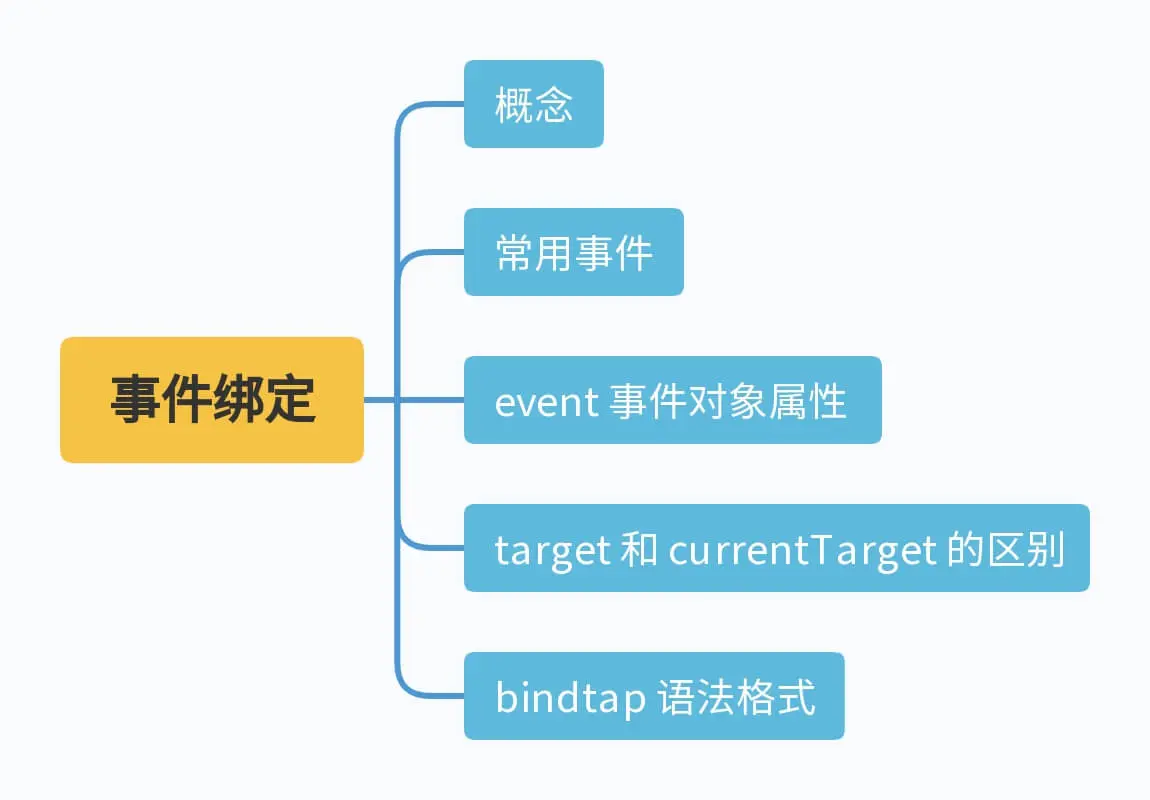 事件绑定
概念
常用事件
event 事件对象属性
target 和 currentTarget 的区别
bindtap 语法格式